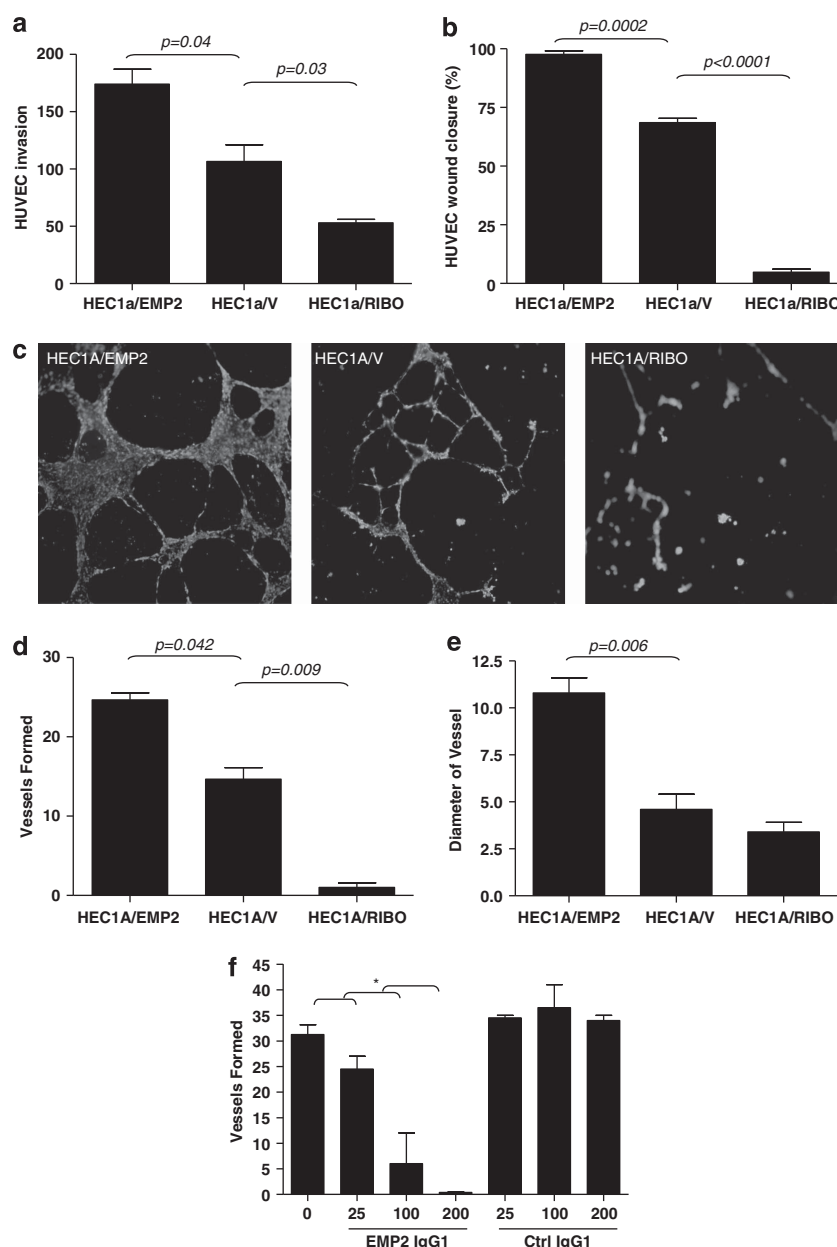 a
p=0.04
p=0.03
HUVEC invasion
200
150
100
50
0
HEC1a/EMP2 HEC1a/V HEC1a/RIBO
b
p=0.0002
p<0.0001
HUVEC wound closure (%)
100
75
50
25
0
HEC1a/EMP2 HEC1a/V HEC1a/RIBO
c
HEC1A/EMP2
HEC1A/V
HEC1A/RIBO
d
p=0.042
p=0.009
Vessels Formed
30
20
10
0
HEC1A/EMP2 HEC1A/V HEC1A/RIBO
e
p=0.006
Diameter of Vessel
12.5
10.0
7.5
5.0
2.5
0.0
HEC1A/EMP2 HEC1A/V HEC1A/RIBO
f
*
Vessels Formed
45
40
35
30
25
20
15
10
5
0
0 25 100 200 25 100 200
EMP2 IgG1 Ctrl IgG1